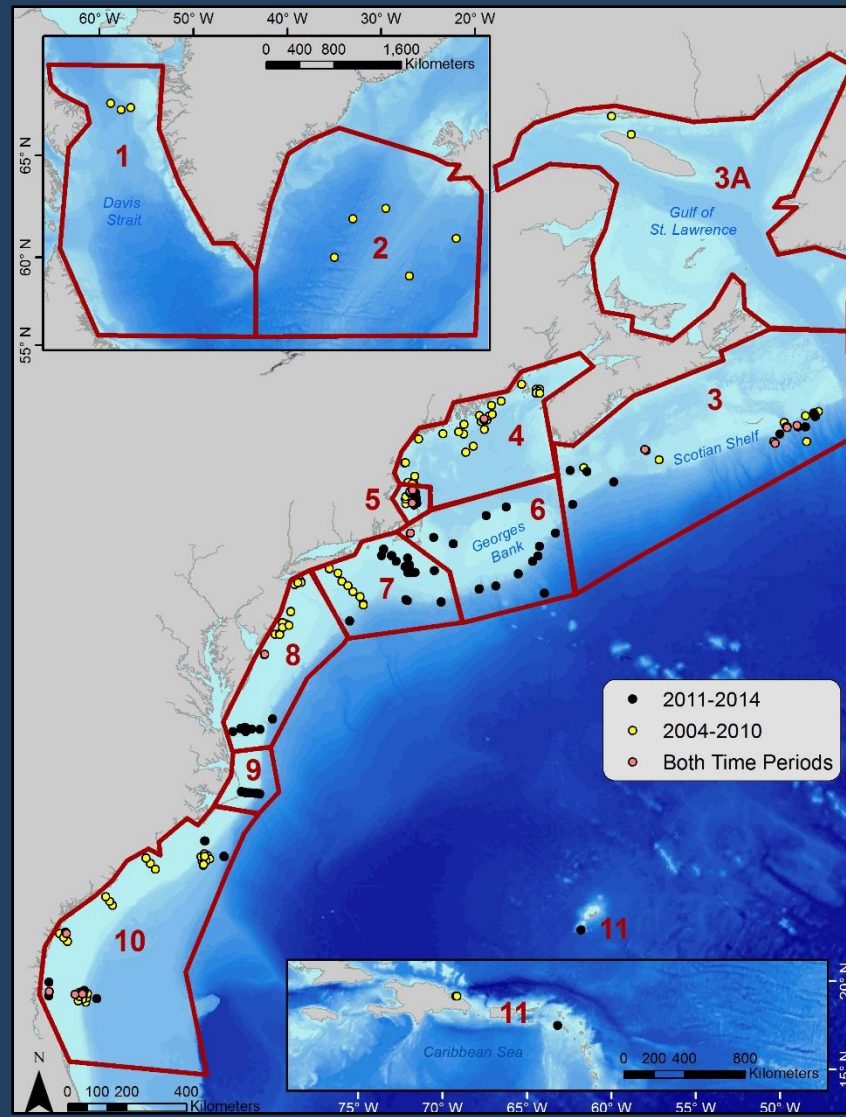 60° W 50° W 40° W 30° W 20° W
0 400 800 1,600
Kilometers
65° N
60° N
55° N
1
Davis
Strait
2
3A
Gulf of
St. Lawrence
3
Scotian Shelf
4
5
6
Georges
Bank
7
8
9
10
2011-2014
2004-2010
Both Time Periods
11
20° N
15° N
11
Caribbean Sea
0 200 400 800
Kilometers
N
0 100 200 400
Kilometers
75° W 70° W 65° W 60° W 55° W 50° W